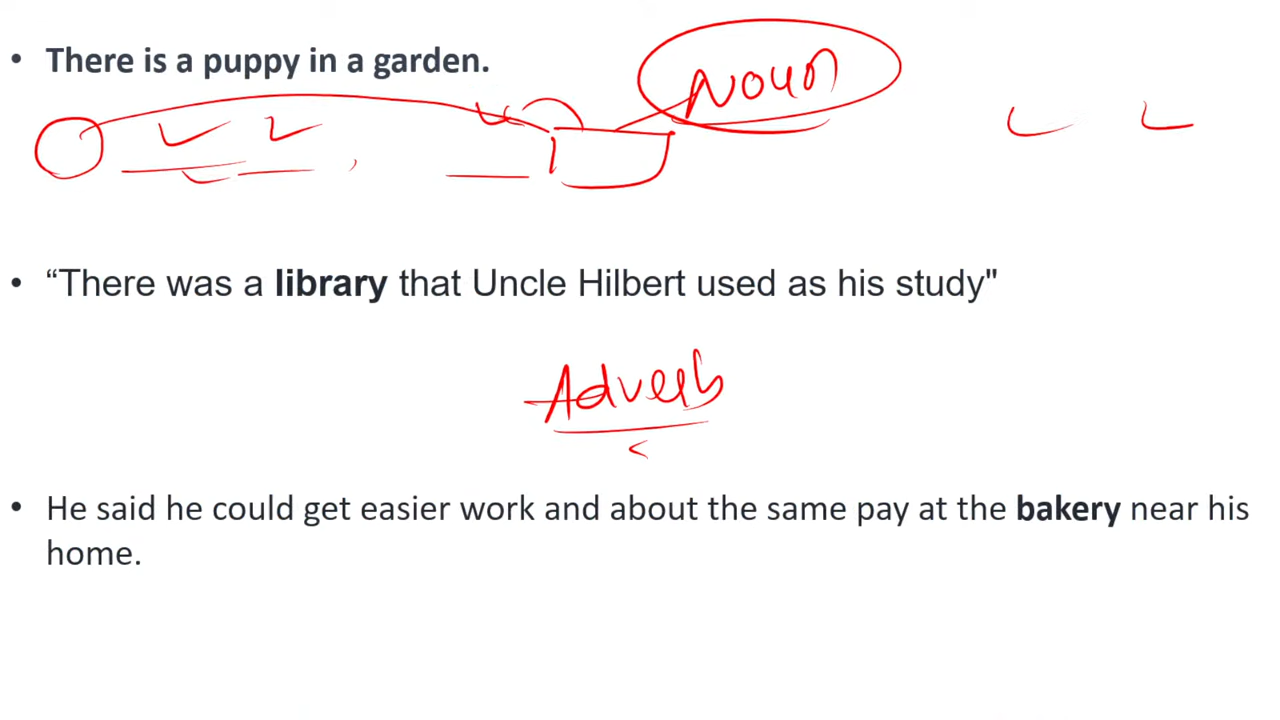 • There is a puppy in a garden.
Noun
• “There was a library that Uncle Hilbert used as his study"
Adverb
• He said he could get easier work and about the same pay at the bakery near his
home.